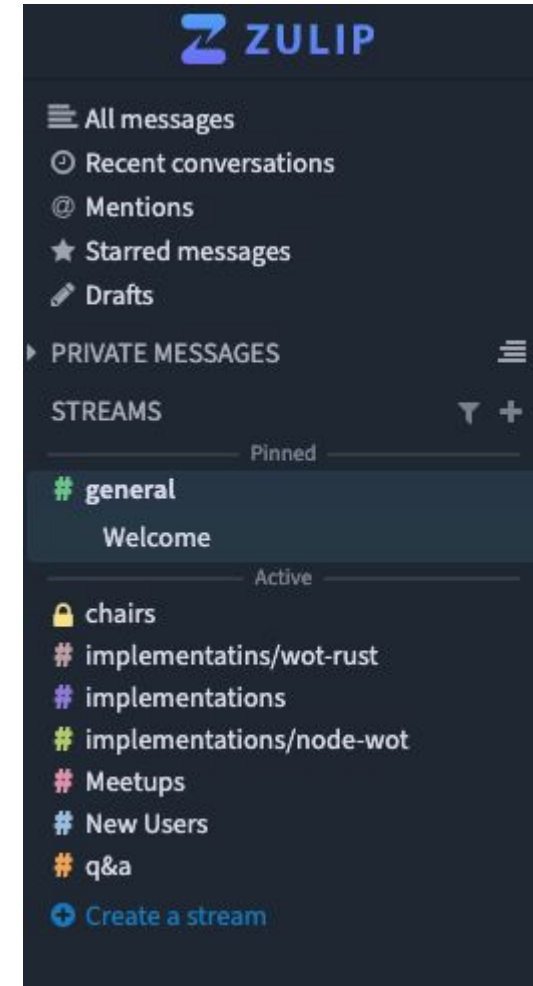 ZULIP
All messages
Recent conversations
@ Mentions
Starred messages
Drafts
PRIVATE MESSAGES
STREAMS
Pinned
# general
Welcome
Active
chairs
# implementatins/wot-rust
# implementations
# implementations/node-wot
# Meetups
# New Users
# q&a
Create a stream